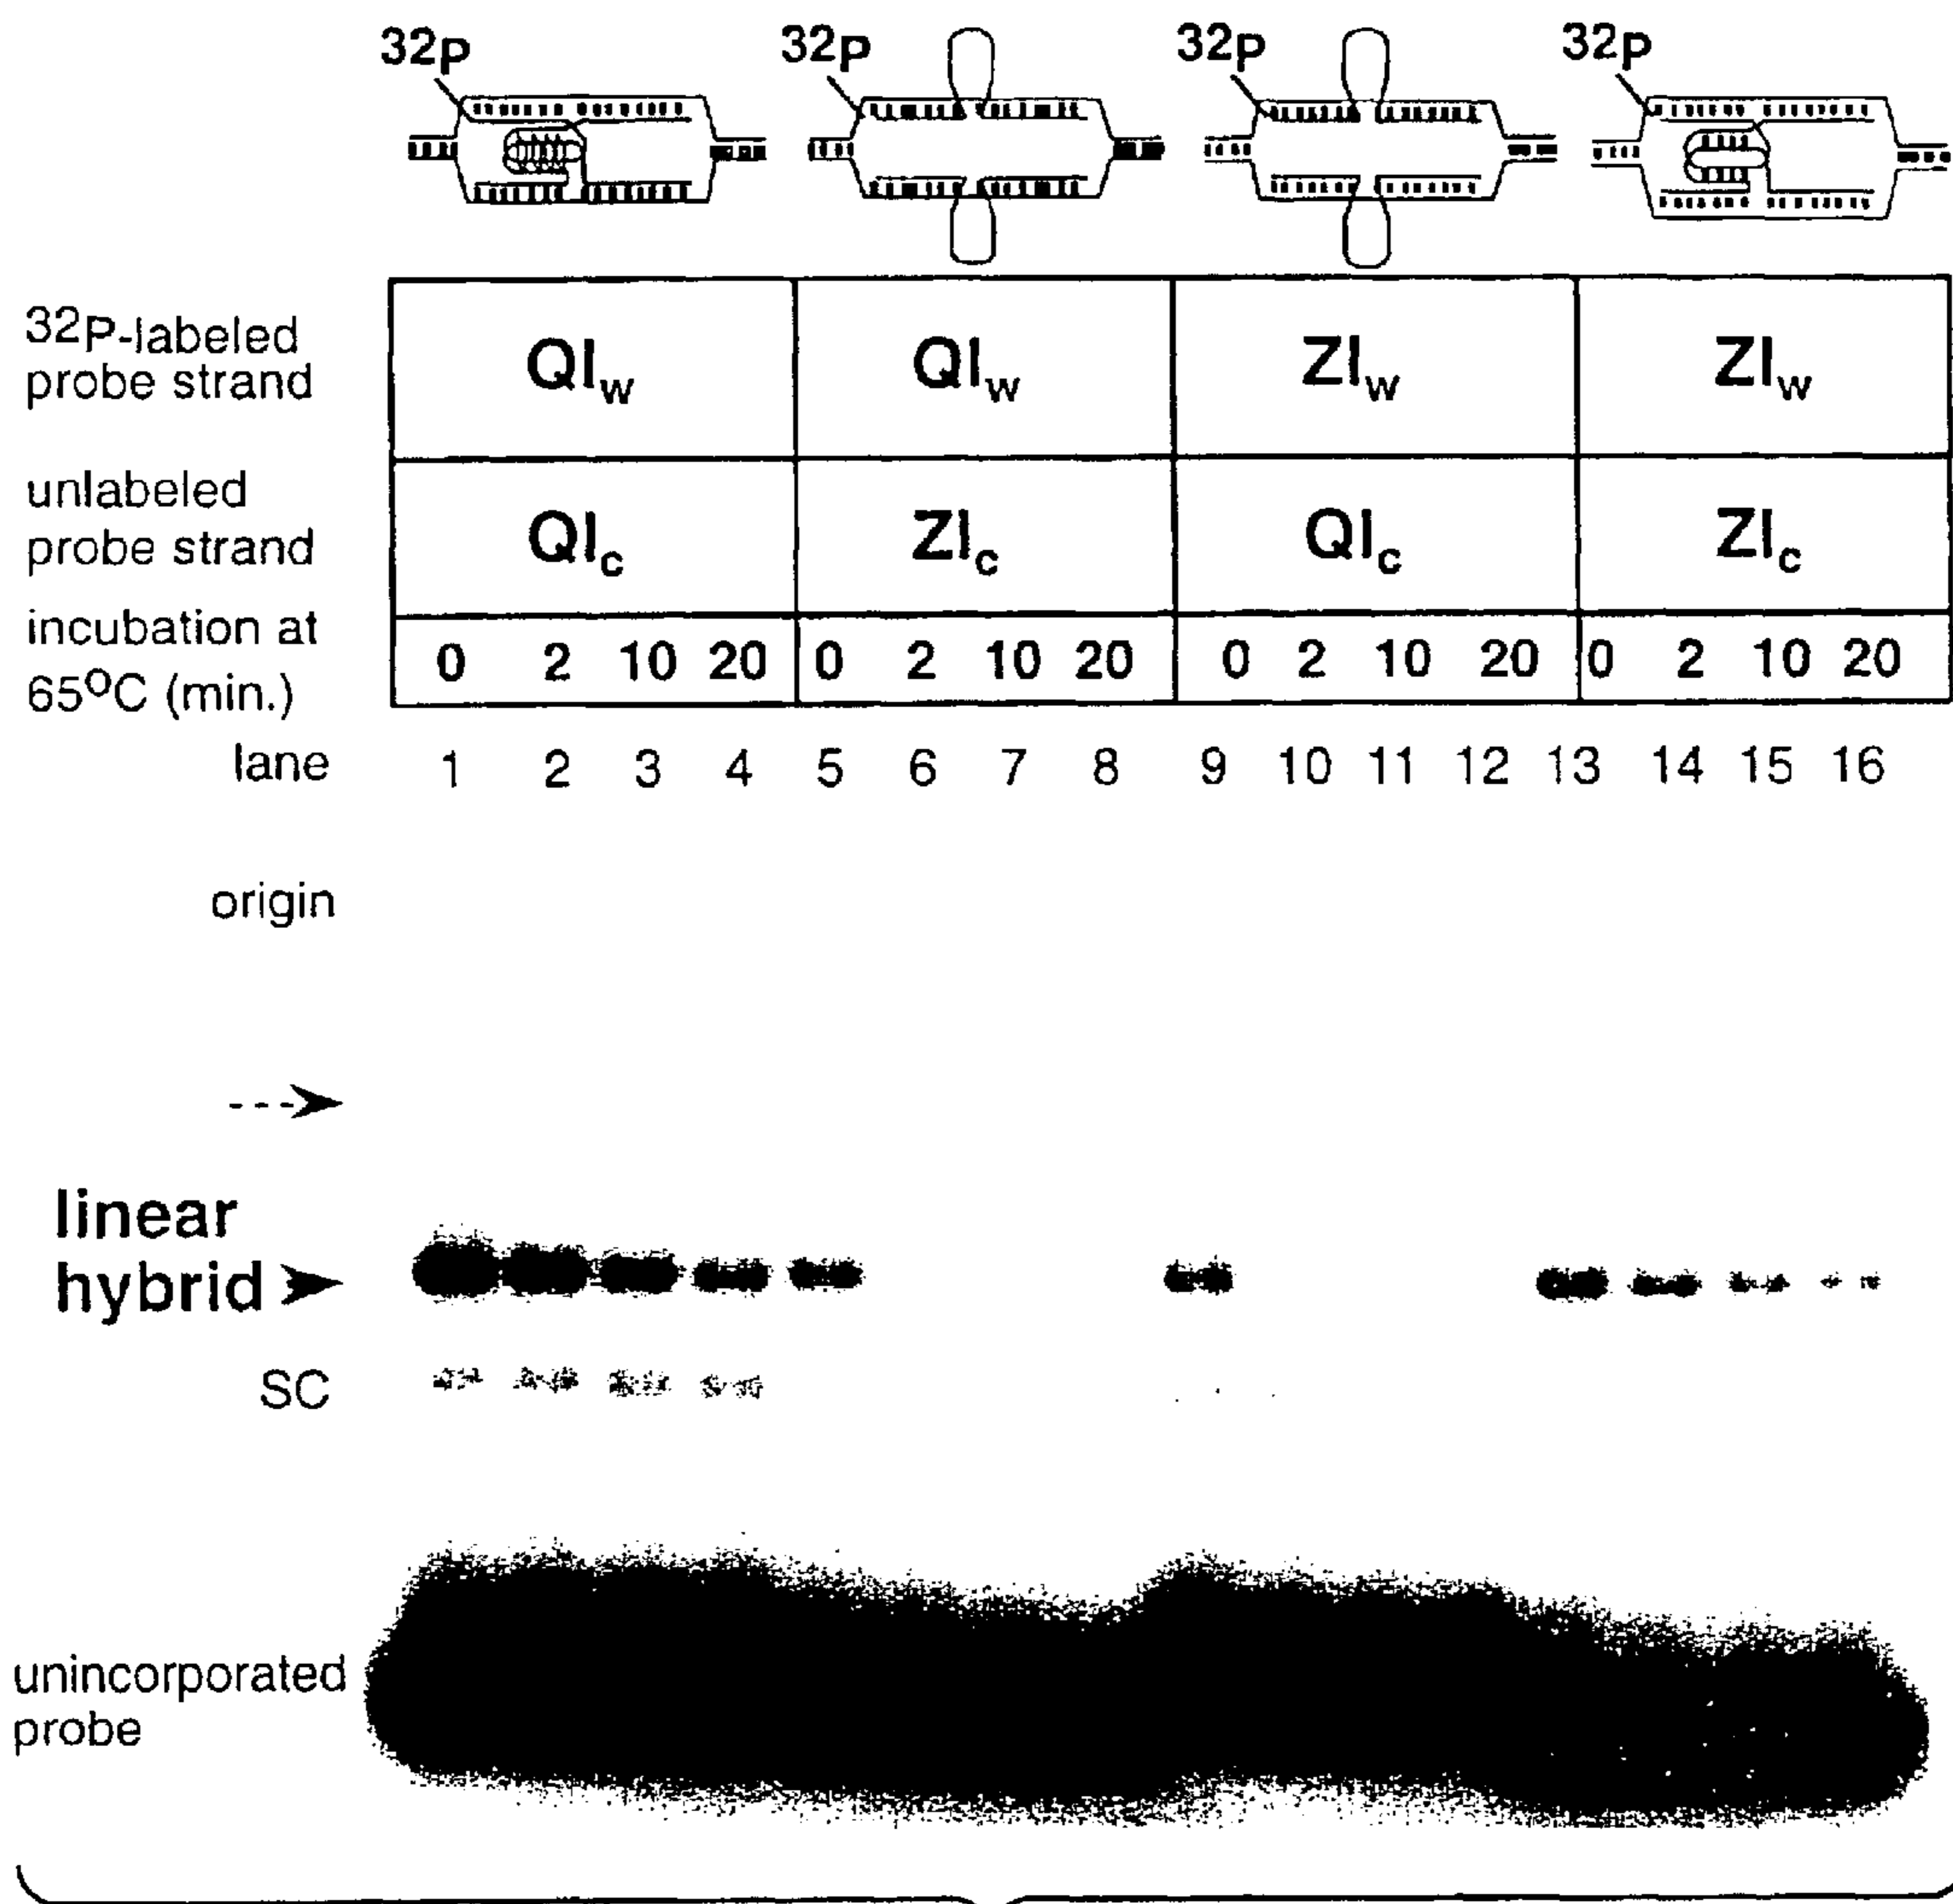 32P 32P 32P 32P
32P-labeled
probe strand
QIw QIw ZIw ZIw
unlabeled
probe strand
QIc ZIc QIc ZIc
incubation at
65ºC (min.)
0 2 10 20 0 2 10 20 0 2 10 20 0 2 10 20
lane 1 2 3 4 5 6 7 8 9 10 11 12 13 14 15 16
origin
linear
hybrid
SC
unincorporated
probe